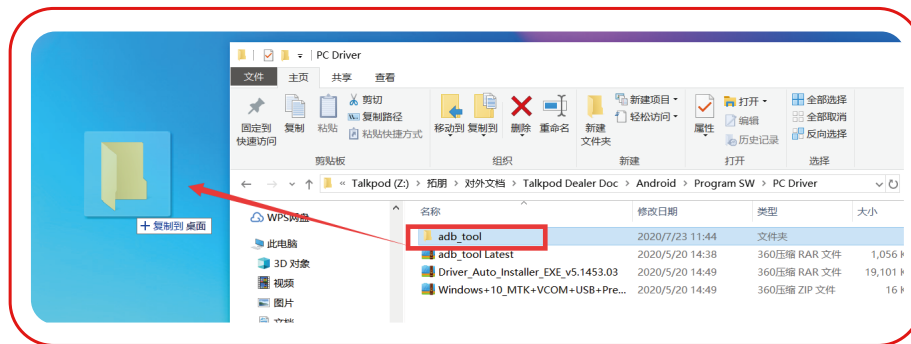 PC Driver
文件 主页 共享 查看
固定到
快速访问
复制
粘贴
剪切
复制路径
粘贴快捷方式
剪贴板
移动到 复制到 删除 重命名
组织
新建
文件夹
新建项目
轻松访问
新建
属性
打开
编辑
历史记录
打开
全部选择
全部取消
反向选择
选择
« Talkpod (Z:) > 拓朋 > 对外文档 > Talkpod Dealer Doc > Android > Program SW > PC Driver
复制到 桌面
WPS网盘
此电脑
3D 对象
视频
图片
名称 修改日期 类型 大小
adb_tool 2020/7/23 11:44 文件夹
adb_tool Latest 2020/5/20 14:38 360压缩 RAR 文件 1,056 K
Driver_Auto_Installer_EXE_v5.1453.03 2020/5/20 14:49 360压缩 RAR 文件 19,101 K
Windows+10_MTK+VCOM+USB+Pre... 2020/5/20 14:49 360压缩 ZIP 文件 16 K